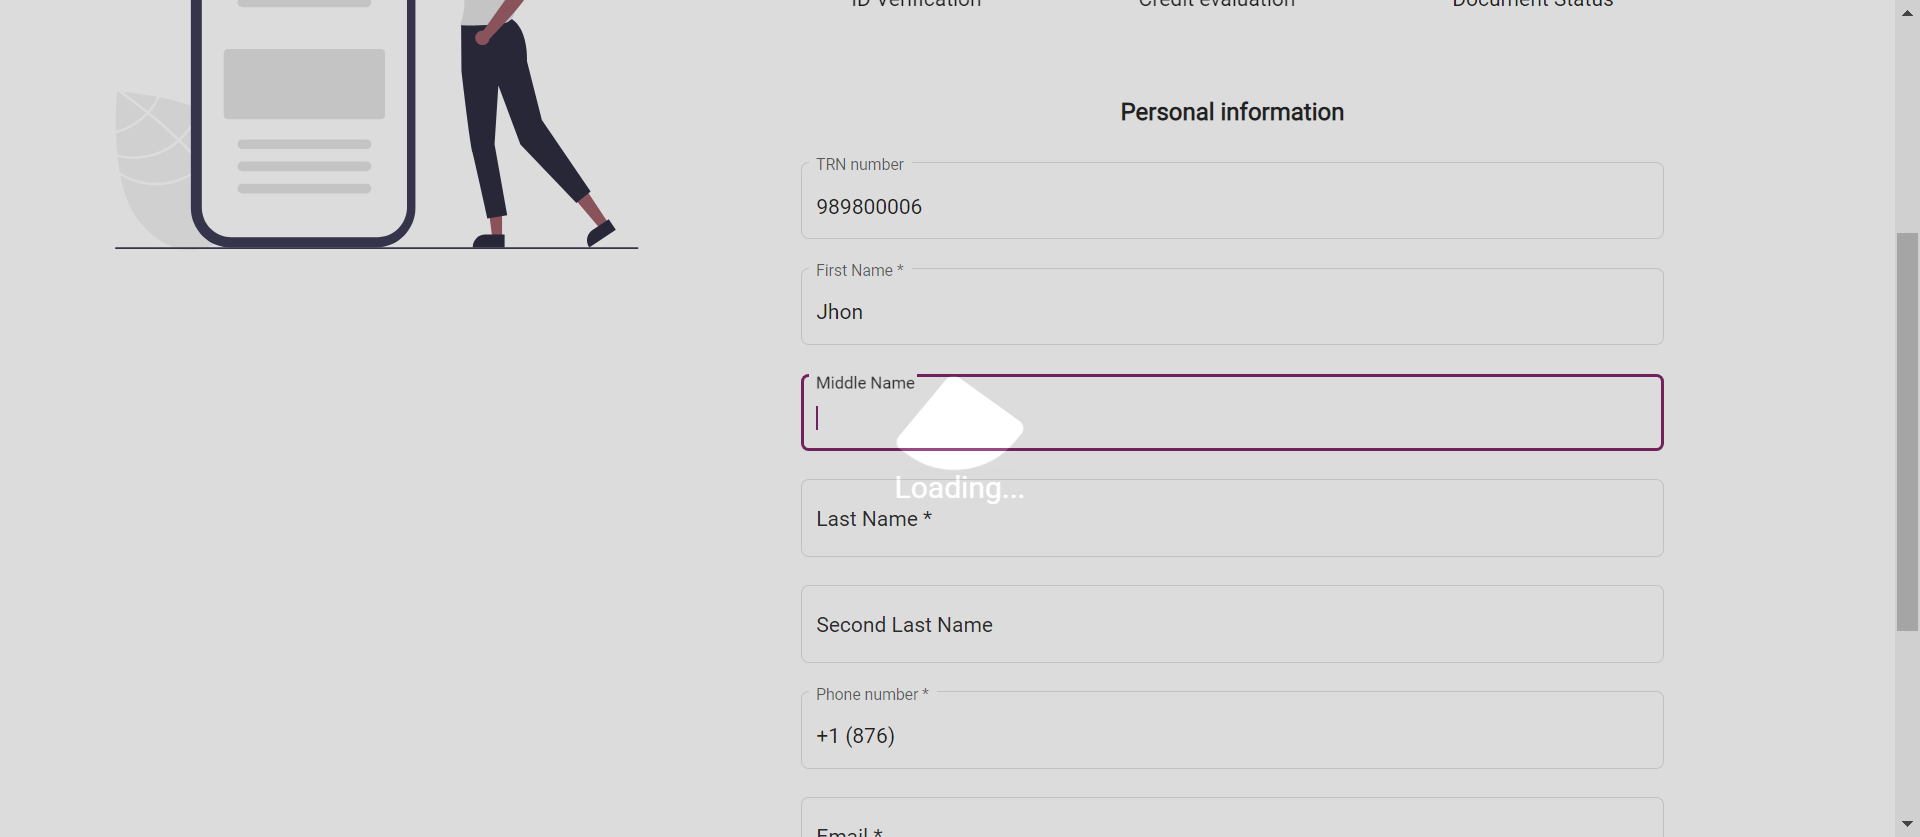 ID Verification
Credit evaluation
Document Status
Personal information
TRN number
989800006
First Name *
Jhon
Middle Name
Loading...
Last Name *
Second Last Name
Phone number *
+1 (876)
Email *